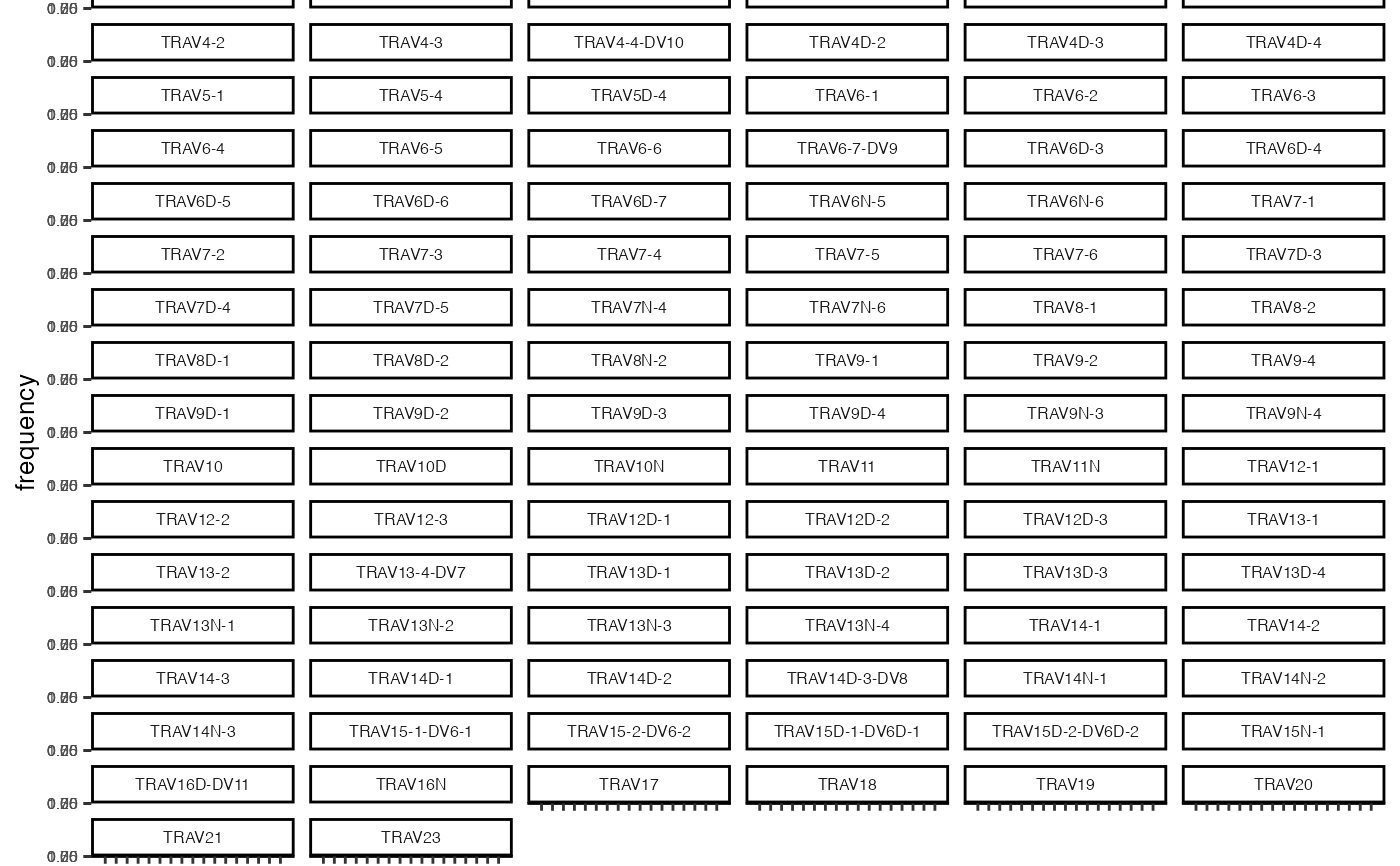 TRAV4-2 TRAV4-3 TRAV4-4-DV10 TRAV4D-2 TRAV4D-3 TRAV4D-4
TRAV5-1 TRAV5-4 TRAV5D-4 TRAV6-1 TRAV6-2 TRAV6-3
TRAV6-4 TRAV6-5 TRAV6-6 TRAV6-7-DV9 TRAV6D-3 TRAV6D-4
TRAV6D-5 TRAV6D-6 TRAV6D-7 TRAV6N-5 TRAV6N-6 TRAV7-1
TRAV7-2 TRAV7-3 TRAV7-4 TRAV7-5 TRAV7-6 TRAV7D-3
TRAV7D-4 TRAV7D-5 TRAV7N-4 TRAV7N-6 TRAV8-1 TRAV8-2
TRAV8D-1 TRAV8D-2 TRAV8N-2 TRAV9-1 TRAV9-2 TRAV9-4
frequency
TRAV9D-1 TRAV9D-2 TRAV9D-3 TRAV9D-4 TRAV9N-3 TRAV9N-4
TRAV10 TRAV10D TRAV10N TRAV11 TRAV11N TRAV12-1
TRAV12-2 TRAV12-3 TRAV12D-1 TRAV12D-2 TRAV12D-3 TRAV13-1
TRAV13-2 TRAV13-4-DV7 TRAV13D-1 TRAV13D-2 TRAV13D-3 TRAV13D-4
TRAV13N-1 TRAV13N-2 TRAV13N-3 TRAV13N-4 TRAV14-1 TRAV14-2
TRAV14-3 TRAV14D-1 TRAV14D-2 TRAV14D-3-DV8 TRAV14N-1 TRAV14N-2
TRAV14N-3 TRAV15-1-DV6-1 TRAV15-2-DV6-2 TRAV15D-1-DV6D-1 TRAV15D-2-DV6D-2 TRAV15N-1
TRAV16D-DV11 TRAV16N TRAV17 TRAV18 TRAV19 TRAV20
TRAV21 TRAV23